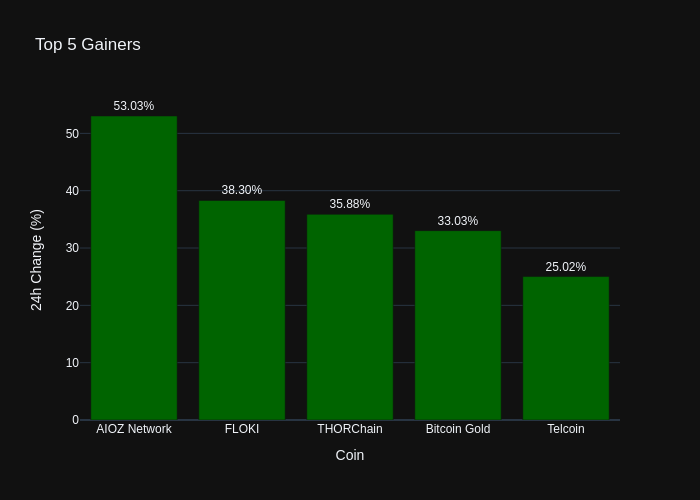 Top 5 Gainers
53.03%
38.30%
35.88%
33.03%
25.02%
50
40
30
20
10
0
24h Change (%)
AIOZ Network
FLOKI
THORChain
Bitcoin Gold
Telcoin
Coin